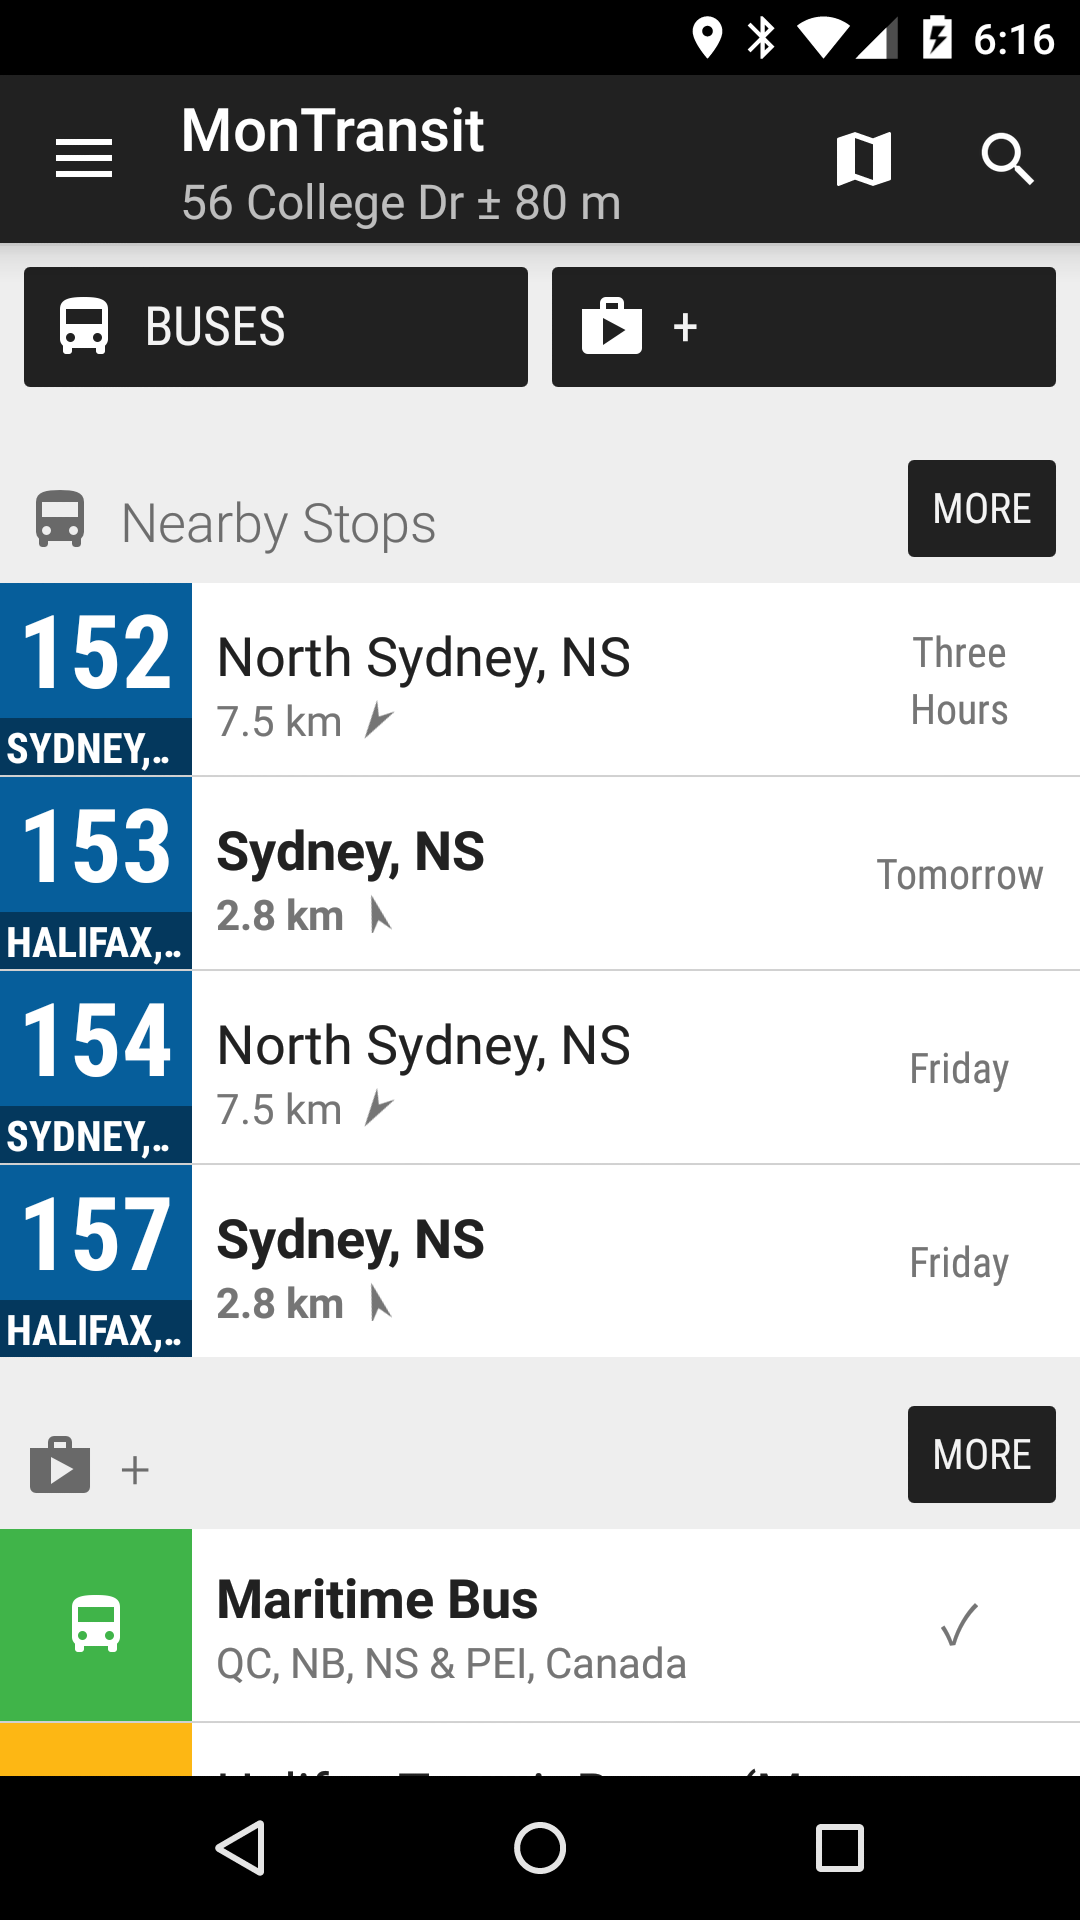 6:16
MonTransit
56 College Dr ± 80 m
BUSES
+
Nearby Stops
MORE
152
SYDNEY,..
North Sydney, NS
7.5 km
Three
Hours
153
HALIFAX,..
Sydney, NS
2.8 km
Tomorrow
154
SYDNEY,..
North Sydney, NS
7.5 km
Friday
157
HALIFAX,..
Sydney, NS
2.8 km
Friday
+
MORE
Maritime Bus
QC, NB, NS & PEI, Canada